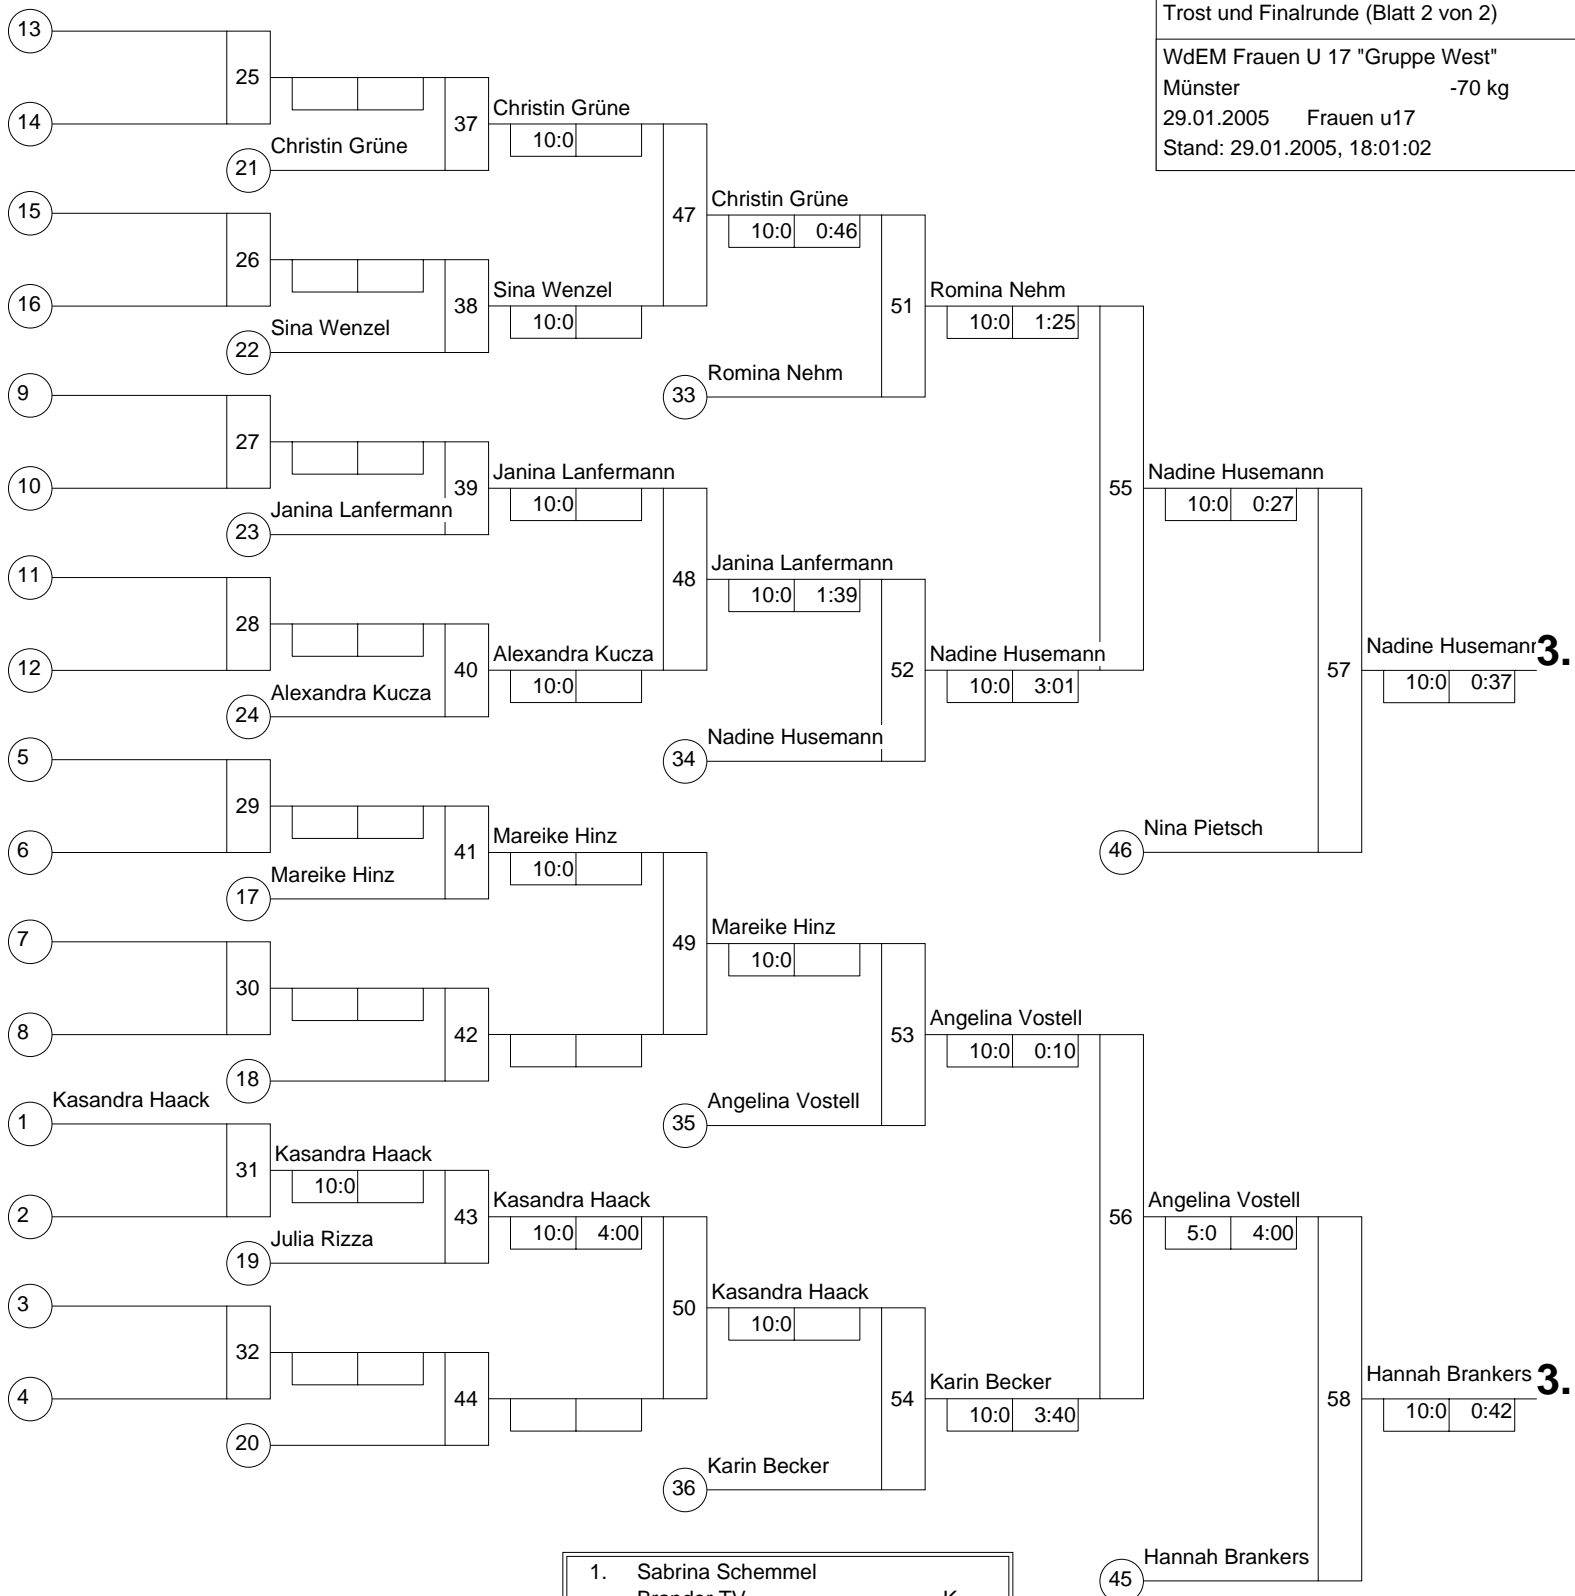 Trost und Finalrunde (Blatt 2 von 2)
WdEM Frauen U 17 "Gruppe West"
Münster -70 kg
29.01.2005 Frauen u17
Stand: 29.01.2005, 18:01:02
13
25
14
37
Christin Grüne
10:0
21
Christin Grüne
15
47
Christin Grüne
10:0 0:46
26
16
38
Sina Wenzel
10:0
22
Sina Wenzel
51
Romina Nehm
10:0 1:25
33
Romina Nehm
9
27
10
39
Janina Lanfermann
10:0
23
Janina Lanfermann
55
Nadine Husemann
10:0 0:27
11
48
Janina Lanfermann
10:0 1:39
28
12
40
Alexandra Kucza
10:0
24
Alexandra Kucza
52
Nadine Husemann
10:0 3:01
34
Nadine Husemann
57
Nadine Husemann 3.
10:0 0:37
5
29
6
41
Mareike Hinz
10:0
17
Mareike Hinz
46
Nina Pietsch
7
49
Mareike Hinz
10:0
30
8
42
18
53
Angelina Vostell
10:0 0:10
35
Angelina Vostell
1
Kasandra Haack
31
Kasandra Haack
10:0
2
43
Kasandra Haack
10:0 4:00
19
Julia Rizza
56
Angelina Vostell
5:0 4:00
3
50
Kasandra Haack
10:0
32
4
44
20
54
Karin Becker
10:0 3:40
36
Karin Becker
58
Hannah Brankers 3.
10:0 0:42
45
Hannah Brankers
1. Sabrina Schemmel
Brander TV K